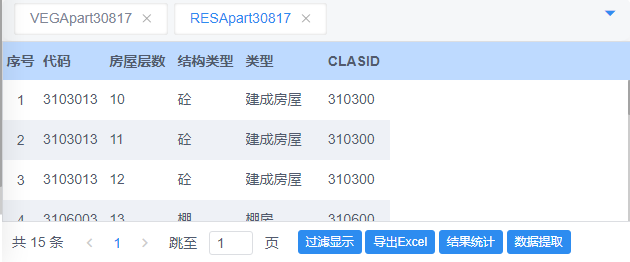 VEGApart30817 × RESApart30817 ×
序号 代码 房屋层数 结构类型 类型 CLASID
1 3103013 10 砼 建成房屋 310300
2 3103013 11 砼 建成房屋 310300
3 3103013 12 砼 建成房屋 310300
4 3106003 13 棚 棚房 310600
共 15 条 < 1 > 跳至 1 页 过滤显示 导出Excel 结果统计 数据提取